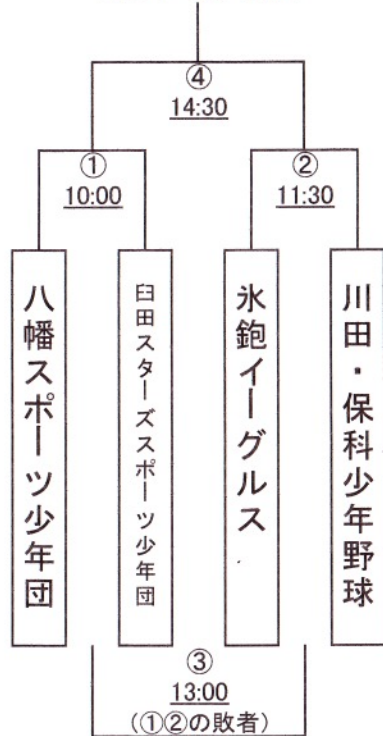 ④
14:30
①
10:00
②
11:30
八幡スポーツ少年団
臼田スターズスポーツ少年団
氷鉋イーグルス
川田・保科少年野球
③
13:00
(①②の敗者)